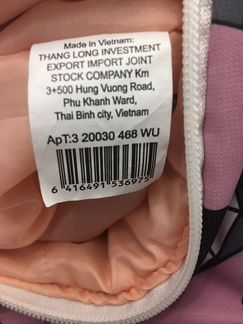 Made in Vietnam:
THANG LONG INVESTMENT
EXPORT IMPORT JOINT
STOCK COMPANY Km
3+500 Hung Vuong Road,
Phu Khanh Ward,
Thai Binh city, Vietnam
Apт:3 20030 468 WU
6 416491 536975